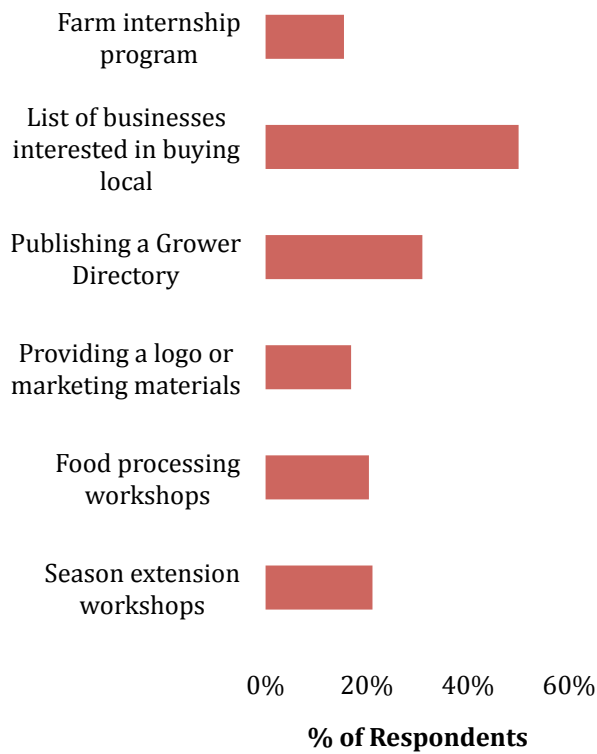 Farm internship
program
List of businesses
interested in buying
local
Publishing a Grower
Directory
Providing a logo or
marketing materials
Food processing
workshops
Season extension
workshops
0% 20% 40% 60%
% of Respondents